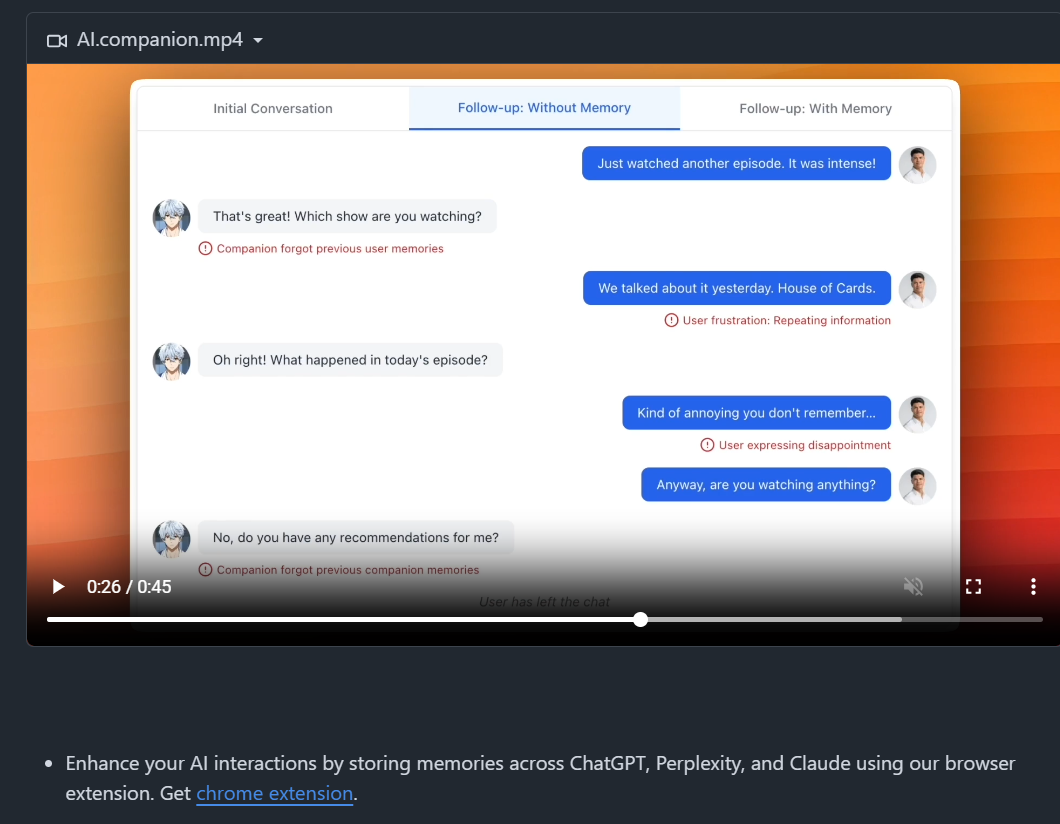 AI.companion.mp4
Initial Conversation
Follow-up: Without Memory
Follow-up: With Memory
Just watched another episode. It was intense!
That's great! Which show are you watching?
Companion forgot previous user memories
We talked about it yesterday. House of Cards.
User frustration: Repeating information
Oh right! What happened in today's episode?
Kind of annoying you don't remember...
User expressing disappointment
Anyway, are you watching anything?
No, do you have any recommendations for me?
Companion forgot previous companion memories
0:26 / 0:45
User has left the chat
Enhance your AI interactions by storing memories across ChatGPT, Perplexity, and Claude using our browser
extension. Get chrome extension.